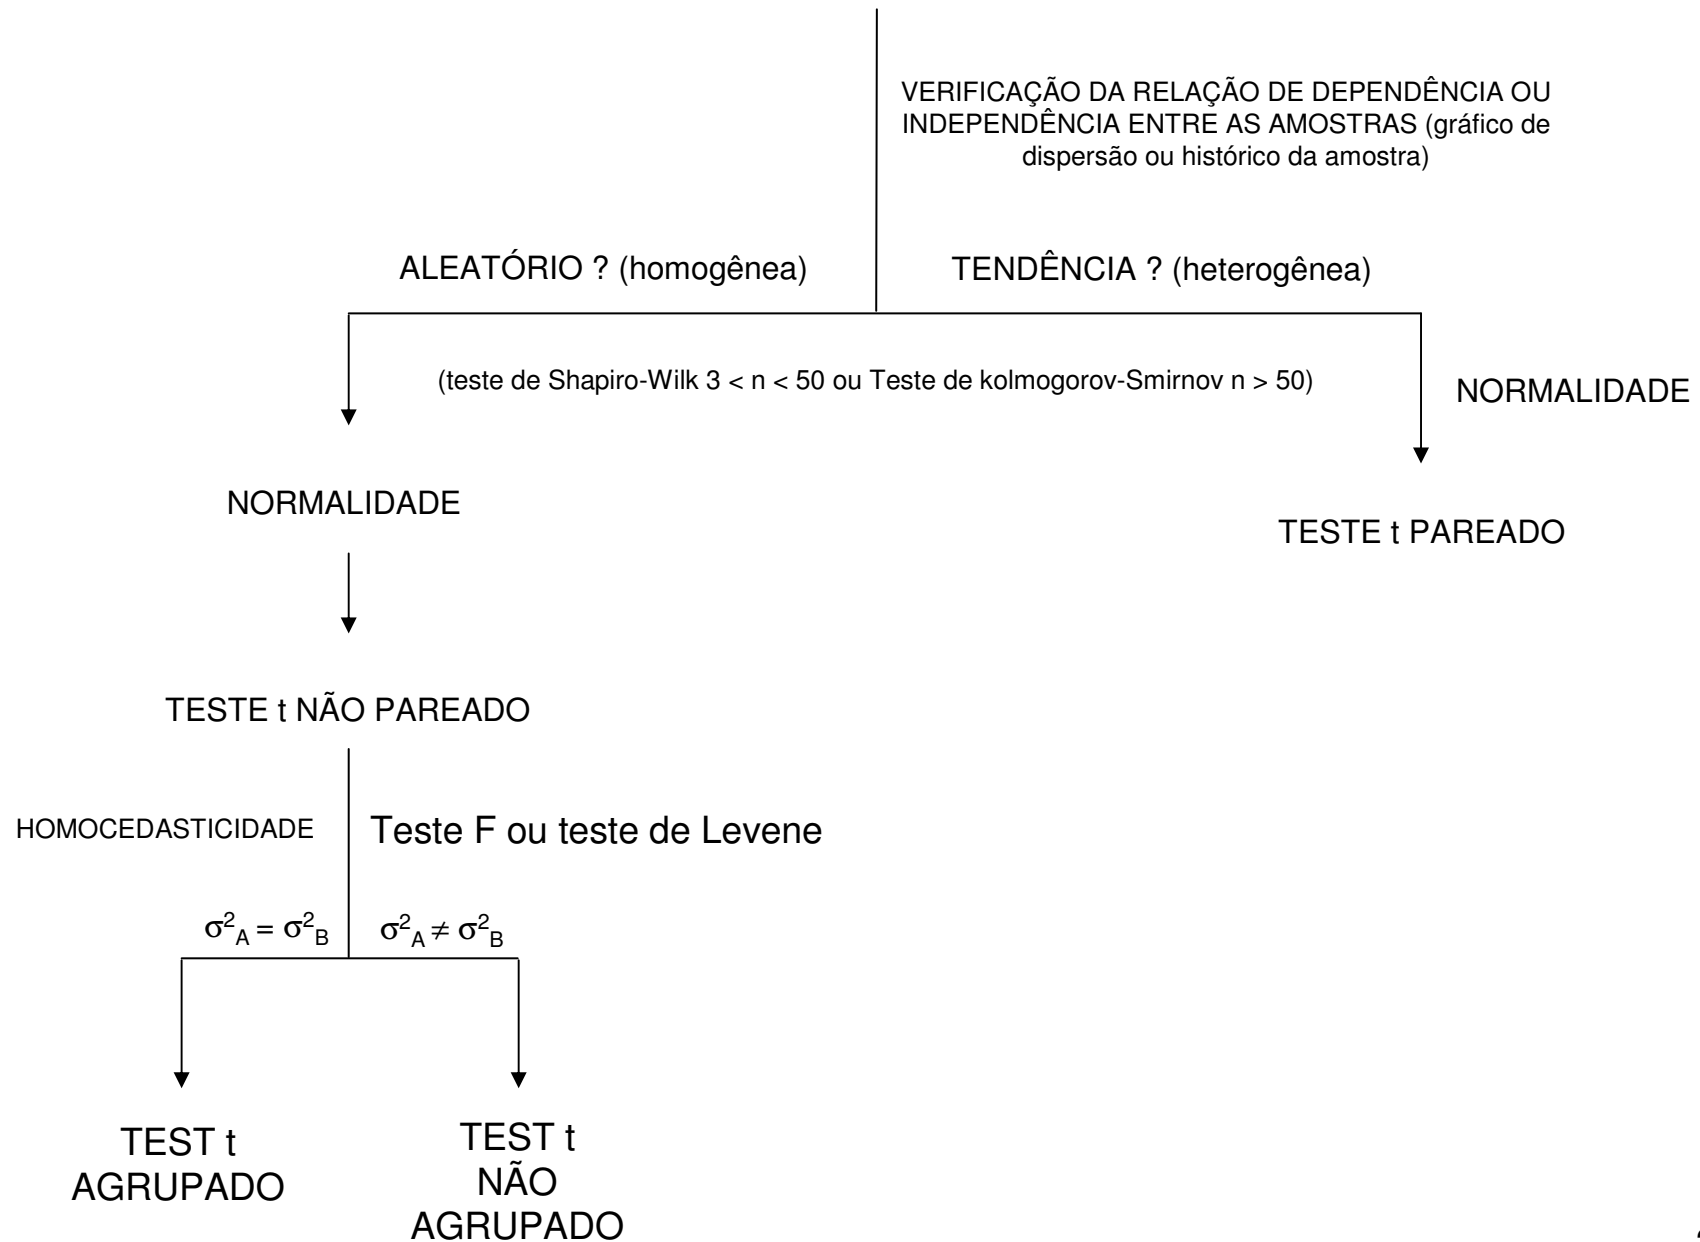 VERIFICAÇÃO DA RELAÇÃO DE DEPENDÊNCIA OU
INDEPENDÊNCIA ENTRE AS AMOSTRAS (gráfico de
dispersão ou histórico da amostra)
ALEATÓRIO ? (homogênea)
TENDÊNCIA ? (heterogênea)
(teste de Shapiro-Wilk 3 < n < 50 ou Teste de kolmogorov-Smirnov n > 50)
NORMALIDADE
NORMALIDADE
TESTE t PAREADO
TESTE t NÃO PAREADO
HOMOCEDASTICIDADE
Teste F ou teste de Levene
σ²A = σ²B
σ²A ≠ σ²B
TEST t
AGRUPADO
TEST t
NÃO
AGRUPADO